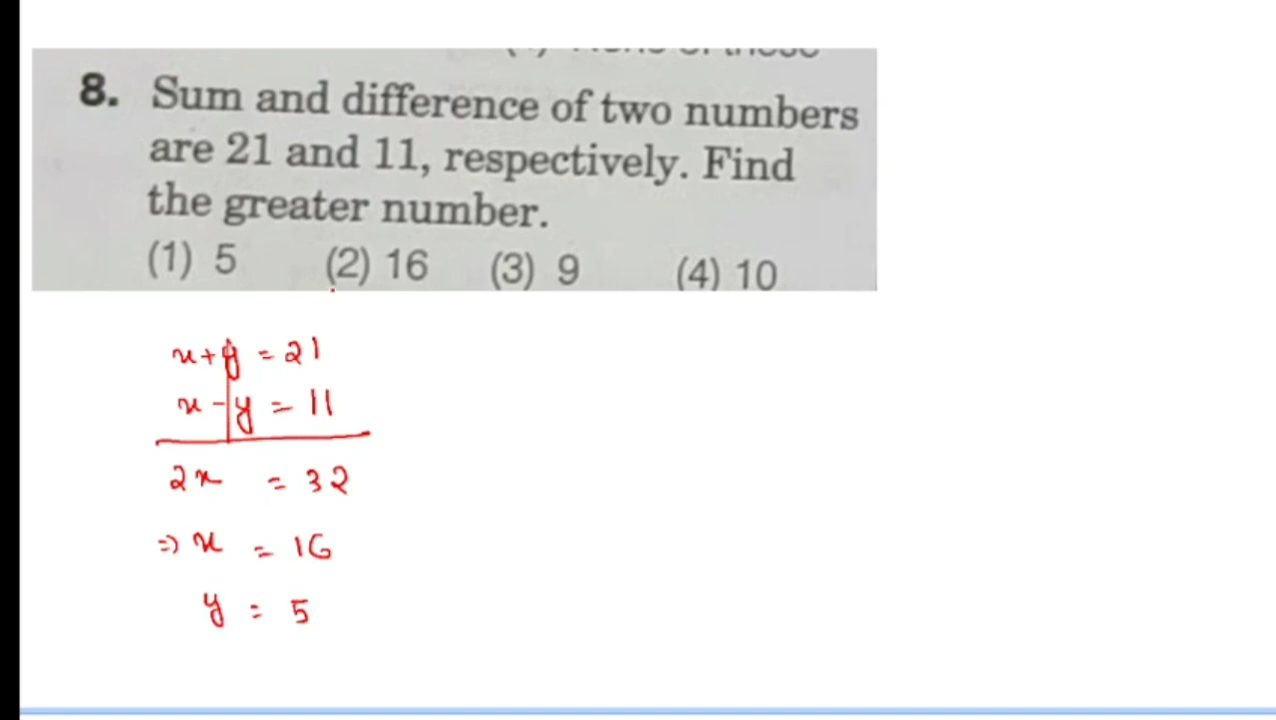 8. Sum and difference of two numbers
are 21 and 11, respectively. Find
the greater number.
(1) 5 (2) 16 (3) 9 (4) 10
x+y = 21
x-y = 11
2x = 32
⇒ x = 16
y = 5